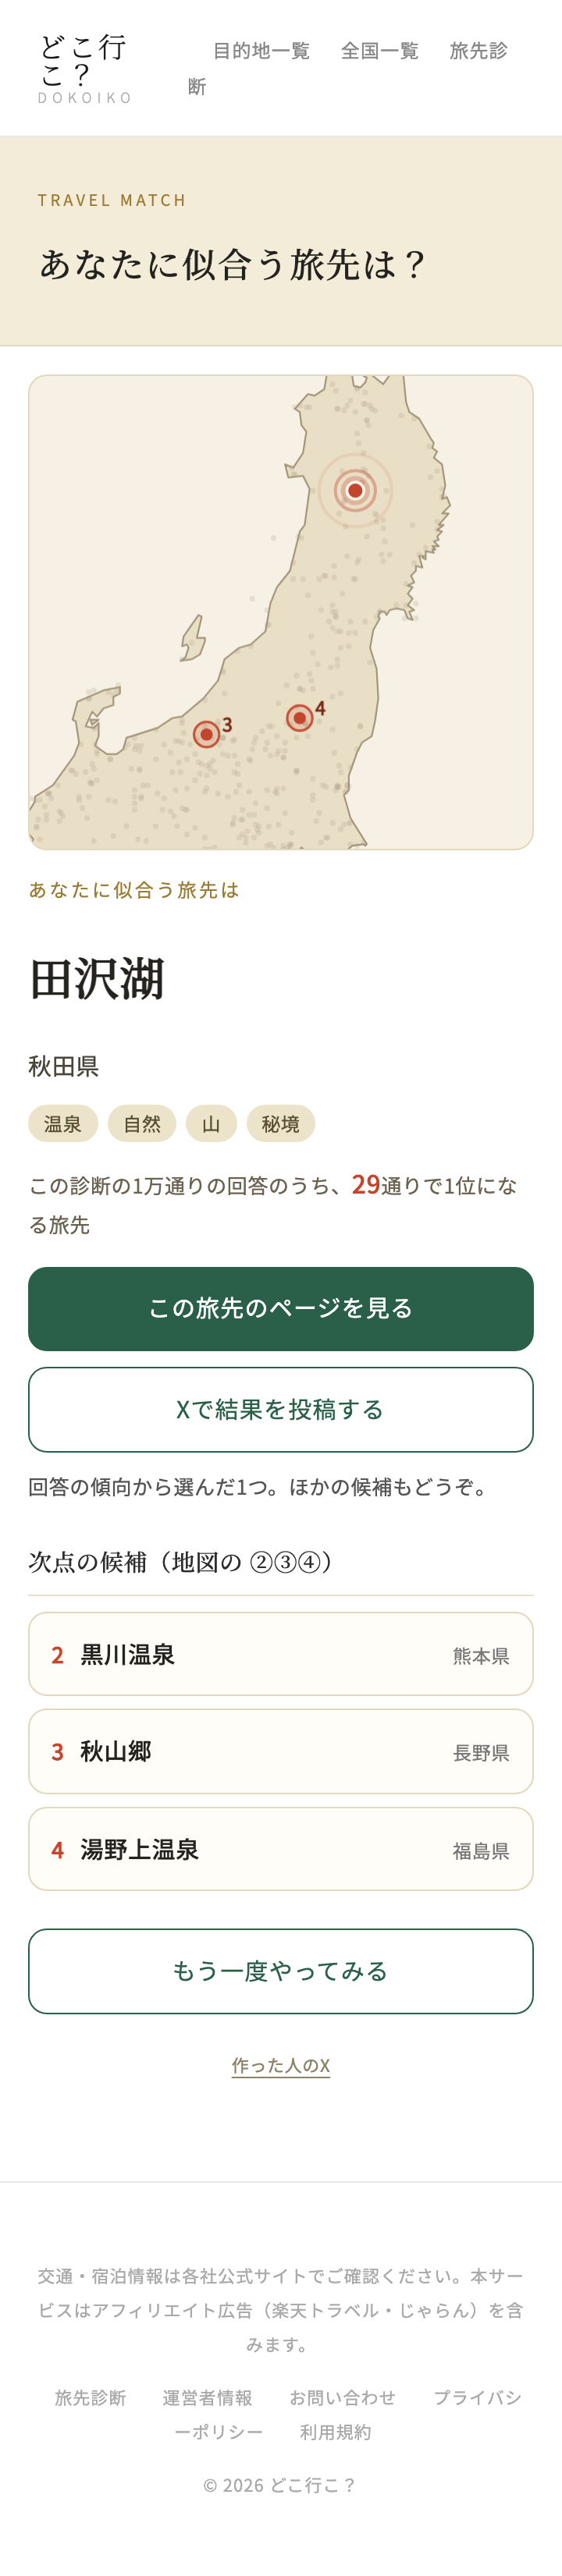 どこ行
こ？
DOKOIKO
目的地一覧 全国一覧 旅先診
断
TRAVEL MATCH
あなたに似合う旅先は？
4
3
あなたに似合う旅先は
田沢湖
秋田県
温泉 自然 山 秘境
この診断の1万通りの回答のうち、29通りで1位にな
る旅先
この旅先のページを見る
Xで結果を投稿する
回答の傾向から選んだ1つ。ほかの候補もどうぞ。
次点の候補（地図の ②③④）
2 黒川温泉 熊本県
3 秋山郷 長野県
4 湯野上温泉 福島県
もう一度やってみる
作った人のX
交通・宿泊情報は各社公式サイトでご確認ください。本サー
ビスはアフィリエイト広告（楽天トラベル・じゃらん）を含
みます。
旅先診断 運営者情報 お問い合わせ プライバシ
ーポリシー 利用規約
© 2026 どこ行こ？